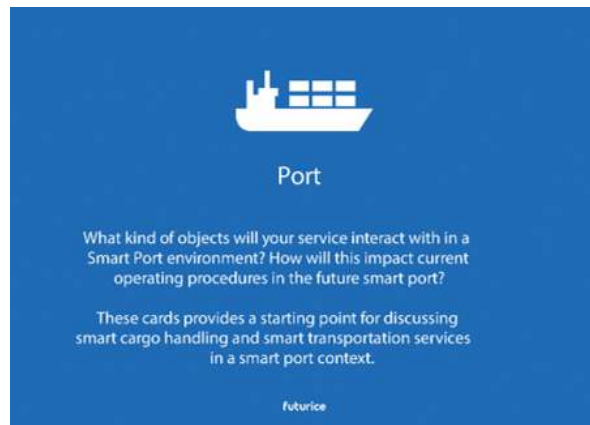 Port
What kind of objects will your service interact with in a
Smart Port environment? How will this impact current
operating procedures in the future smart port?
These cards provides a starting point for discussing
smart cargo handling and smart transportation services
in a smart port context.
futurice